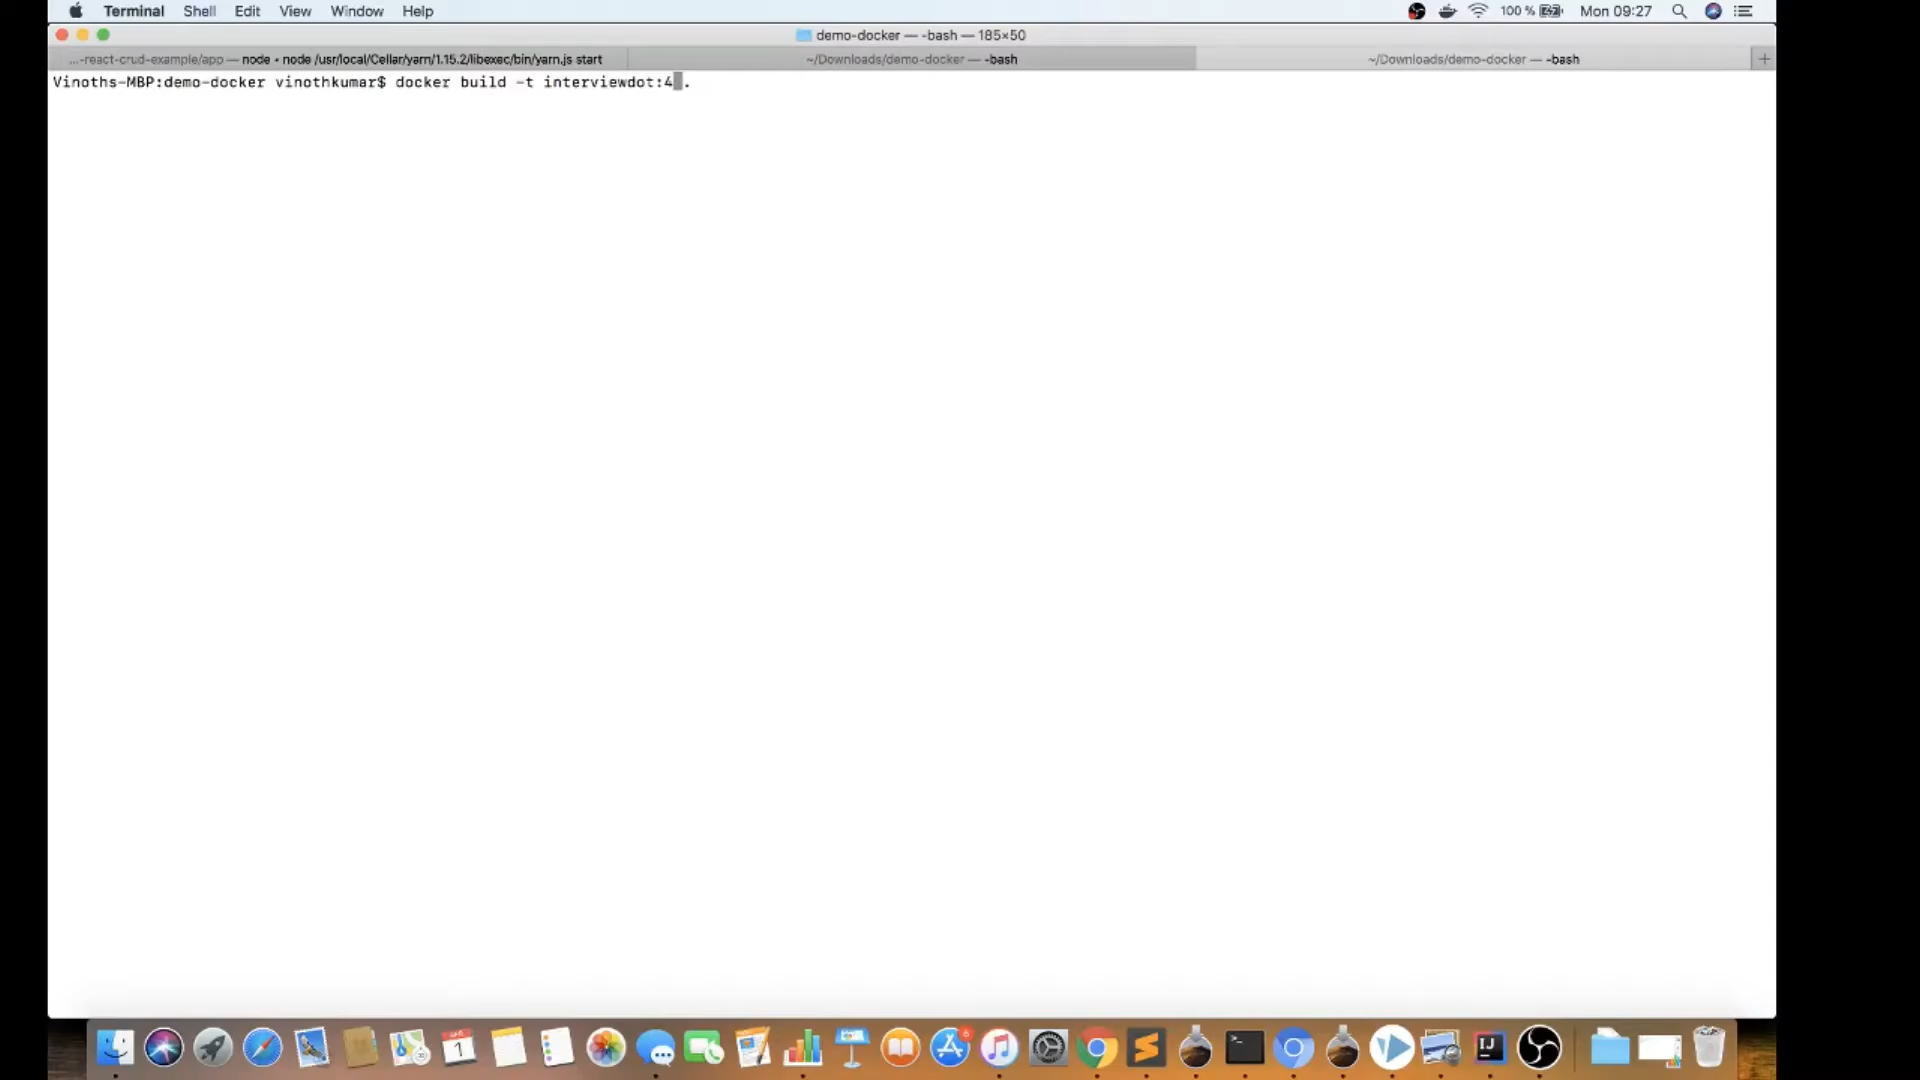 Terminal Shell Edit View Window Help 100 % Mon 09:27
demo-docker — -bash — 185×50
...-react-crud-example/app — node • node /usr/local/Cellar/yarn/1.15.2/libexec/bin/yarn.js start ~/Downloads/demo-docker — -bash ~/Downloads/demo-docker — -bash
Vinoths-MBP:demo-docker vinothkumar$ docker build -t interviewdot:4 .
1
IJ